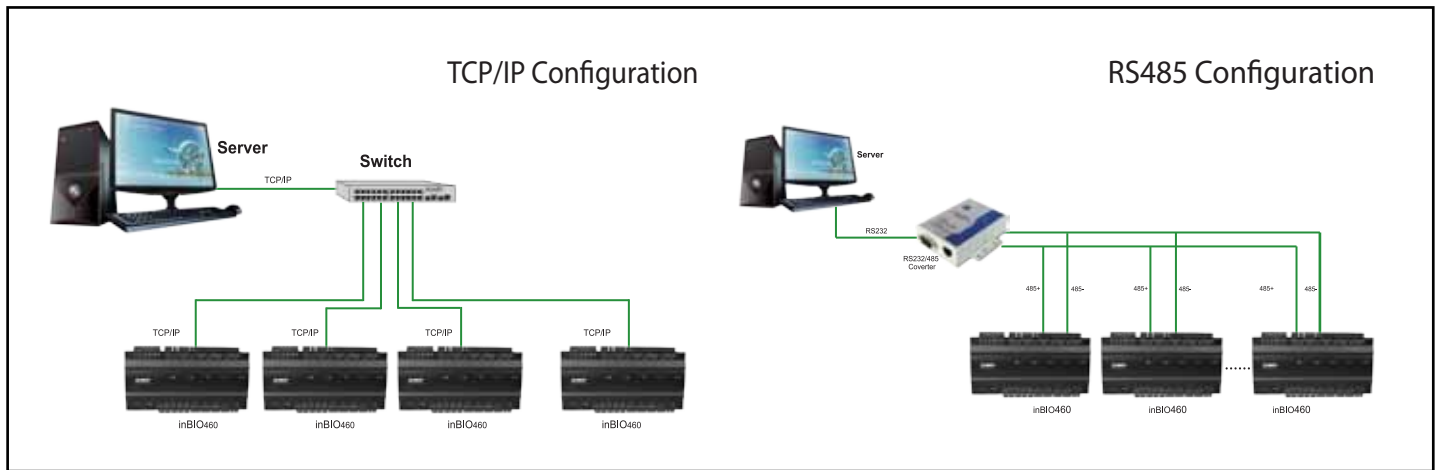 TCP/IP Configuration
Server
Switch
TCP/IP
TCP/IP
TCP/IP
TCP/IP
TCP/IP
inBIO460
inBIO460
inBIO460
inBIO460
RS485 Configuration
Server
RS232
RS232/485
Coverter
485+
485-
485+
485-
485+
485-
......
inBIO460
inBIO460
inBIO460